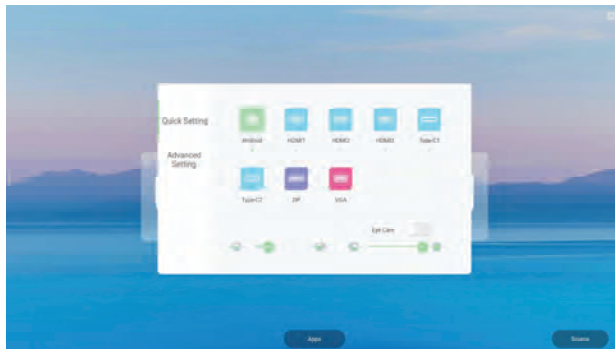 Quick Setting
Advanced
Setting
Android
HDMI1
HDMI2
HDMI3
Type-C1
Type-C2
DP
VGA
Eye Care
Apps
Source